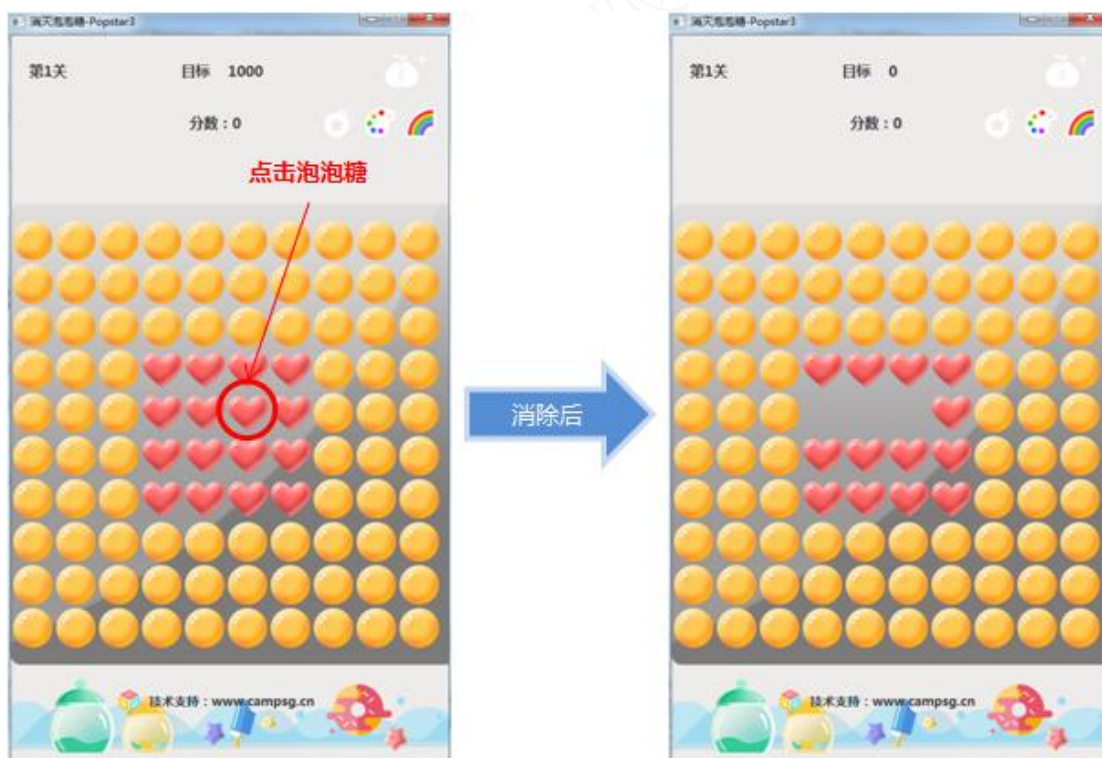 消灭泡泡糖-Popstar3
第1关 目标 1000
分数：0
点击泡泡糖
技术支持：www.campsg.cn
消除后
消灭泡泡糖-Popstar3
第1关 目标 0
分数：0
技术支持：www.campsg.cn